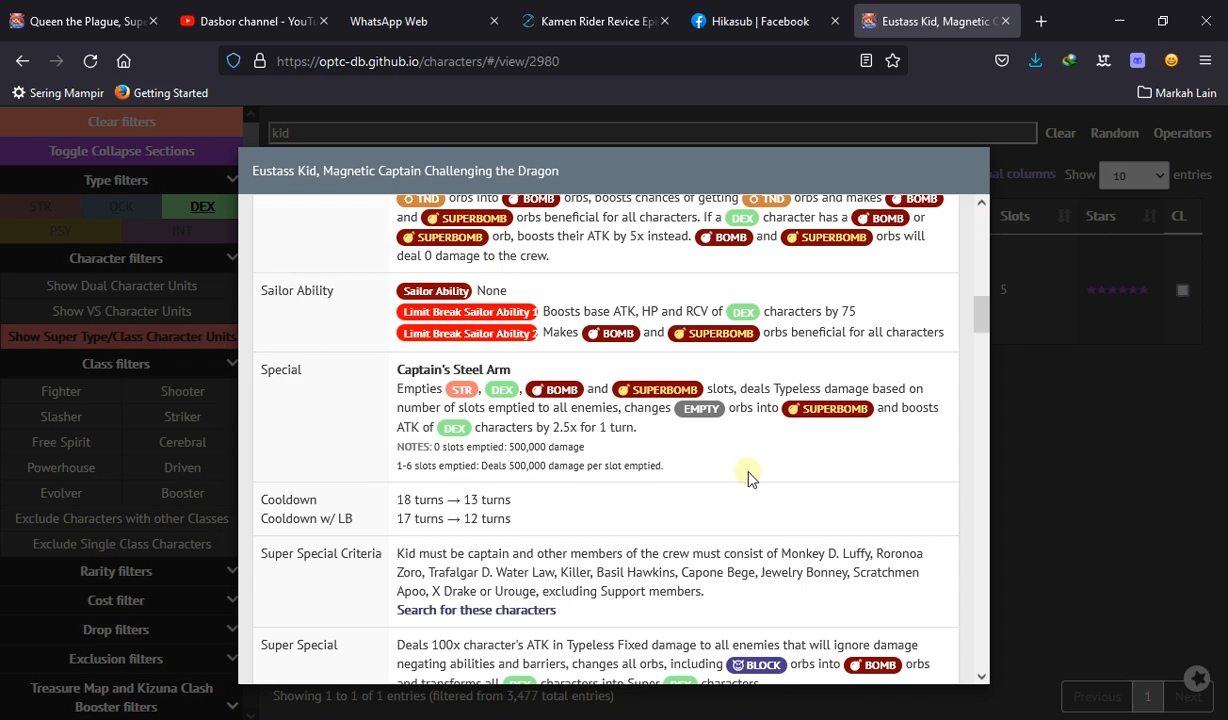 Queen the Plague, Sup
Dasbor channel - YouTu
WhatsApp Web
Kamen Rider Revice Epi
Hikasub | Facebook
Eustass Kid, Magnetic C
https://optc-db.github.io/characters/#/view/2980
Sering Mampir
Getting Started
Markah Lain
Clear filters
Toggle Collapse Sections
Type filters
STR
QCK
DEX
PSY
INT
Character filters
Show Dual Character Units
Show VS Character Units
Show Super Type/Class Character Units
Class filters
Fighter
Shooter
Slasher
Striker
Free Spirit
Cerebral
Powerhouse
Driven
Evolver
Booster
Exclude Characters with other Classes
Exclude Single Class Characters
Rarity filters
Cost filter
Drop filters
Exclusion filters
Treasure Map and Kizuna Clash
Booster filters
kid
Clear
Random
Operators
nal columns
Show 10 entries
Slots
Stars
CL
5
Eustass Kid, Magnetic Captain Challenging the Dragon
TND orbs into BOMB orbs, boosts chances of getting TND orbs and makes BOMB
and SUPERBOMB orbs beneficial for all characters. If a DEX character has a BOMB or
SUPERBOMB orb, boosts their ATK by 5x instead. BOMB and SUPERBOMB orbs will
deal 0 damage to the crew.
Sailor Ability
Sailor Ability None
Limit Break Sailor Ability 1 Boosts base ATK, HP and RCV of DEX characters by 75
Limit Break Sailor Ability 2 Makes BOMB and SUPERBOMB orbs beneficial for all characters
Special
Captain's Steel Arm
Empties STR, DEX, BOMB and SUPERBOMB slots, deals Typeless damage based on
number of slots emptied to all enemies, changes EMPTY orbs into SUPERBOMB and boosts
ATK of DEX characters by 2.5x for 1 turn.
NOTES: 0 slots emptied: 500,000 damage
1-6 slots emptied: Deals 500,000 damage per slot emptied.
Cooldown
18 turns → 13 turns
Cooldown w/ LB
17 turns → 12 turns
Super Special Criteria
Kid must be captain and other members of the crew must consist of Monkey D. Luffy, Roronoa
Zoro, Trafalgar D. Water Law, Killer, Basil Hawkins, Capone Bege, Jewelry Bonney, Scratchmen
Apoo, X Drake or Urouge, excluding Support members.
Search for these characters
Super Special
Deals 100x character's ATK in Typeless Fixed damage to all enemies that will ignore damage
negating abilities and barriers, changes all orbs, including BLOCK orbs into BOMB orbs
and transforms all DEX characters into Super DEX characters
Showing 1 to 1 of 1 entries (filtered from 3,477 total entries)
Previous
1
Next